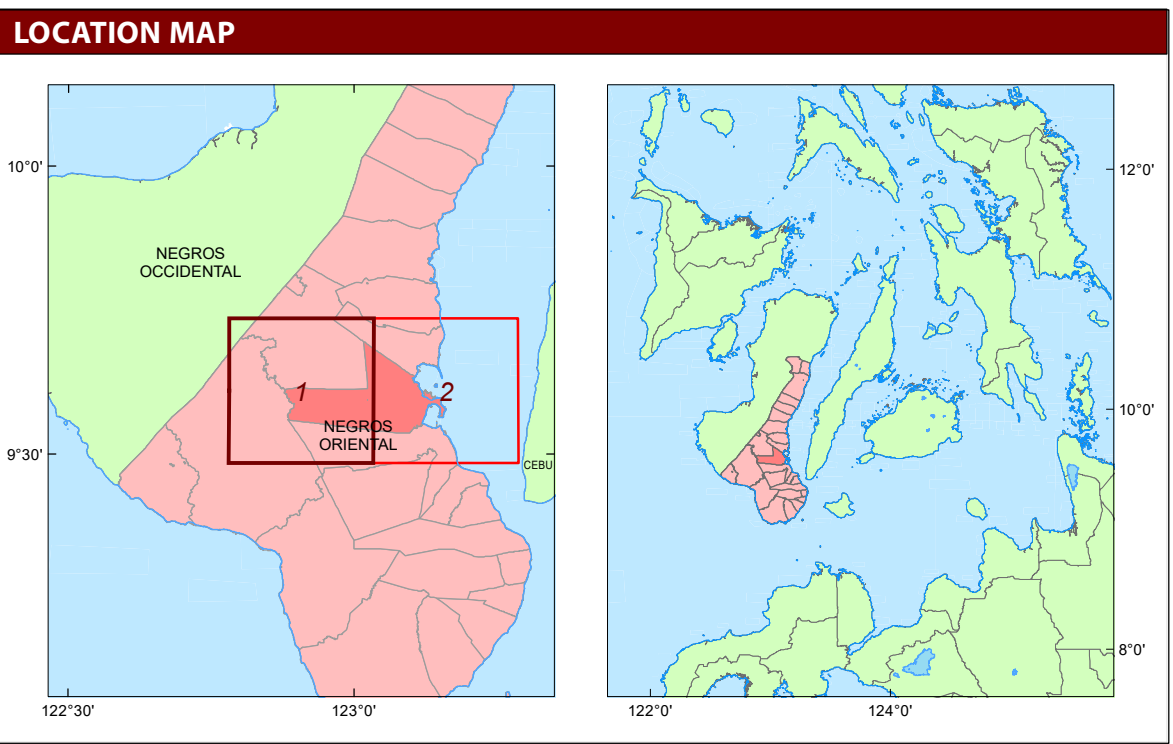 LOCATION MAP
10°0'
NEGROS
OCCIDENTAL
1
2
NEGROS
ORIENTAL
9°30'
CEBU
122°30'
123°0'
12°0'
10°0'
8°0'
122°0'
124°0'